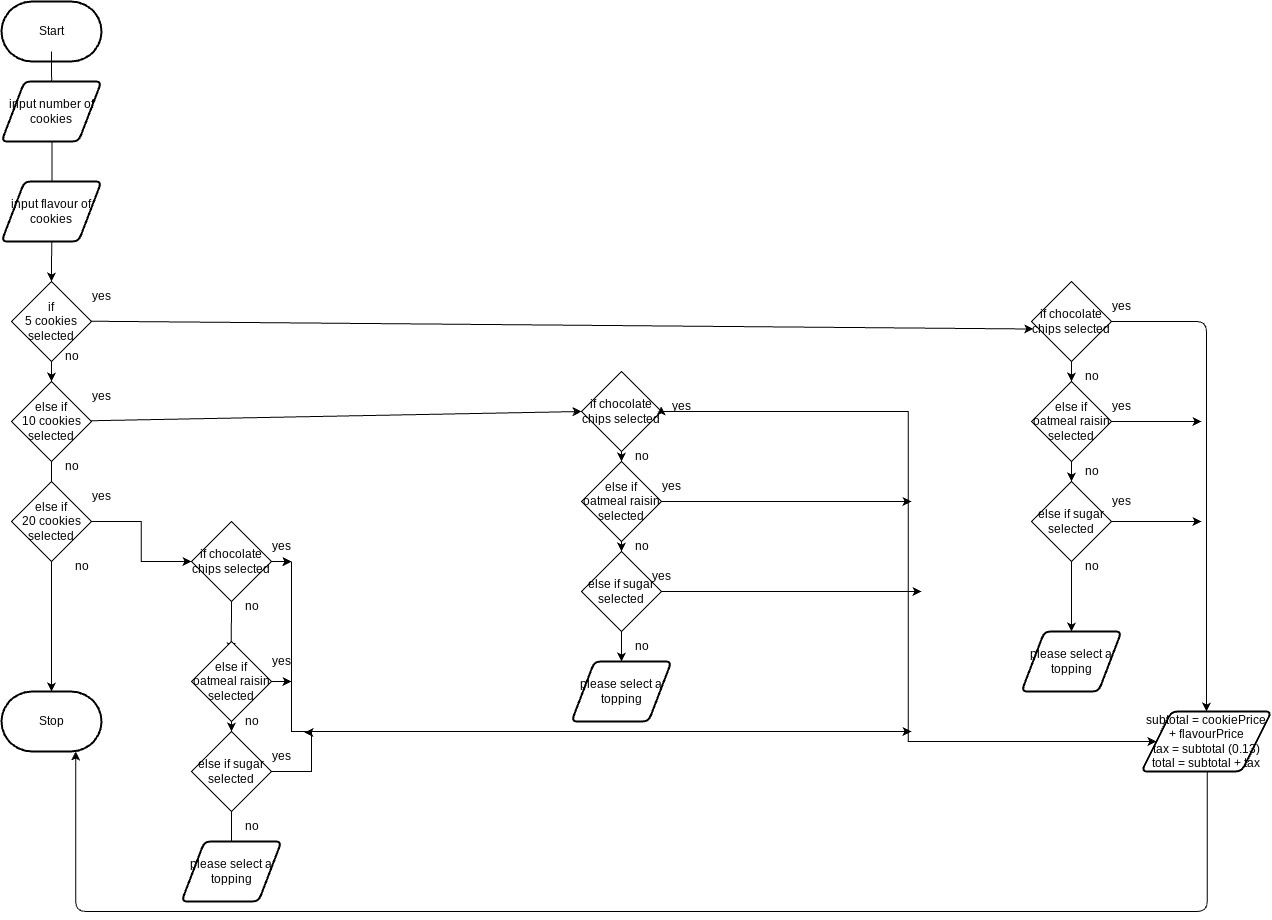 Start
input number of
cookies
input flavour of
cookies
if
5 cookies
selected
yes
no
else if
10 cookies
selected
yes
no
else if
20 cookies
selected
yes
no
Stop
if chocolate
chips selected
yes
no
else if
oatmeal raisin
selected
yes
no
else if sugar
selected
yes
no
please select a
topping
if chocolate
chips selected
yes
no
else if
oatmeal raisin
selected
yes
no
else if sugar
selected
yes
no
please select a
topping
if chocolate
chips selected
yes
no
else if
oatmeal raisin
selected
yes
no
else if sugar
selected
yes
no
please select a
topping
subtotal = cookiePrice
+ flavourPrice
tax = subtotal (0.13)
total = subtotal + tax